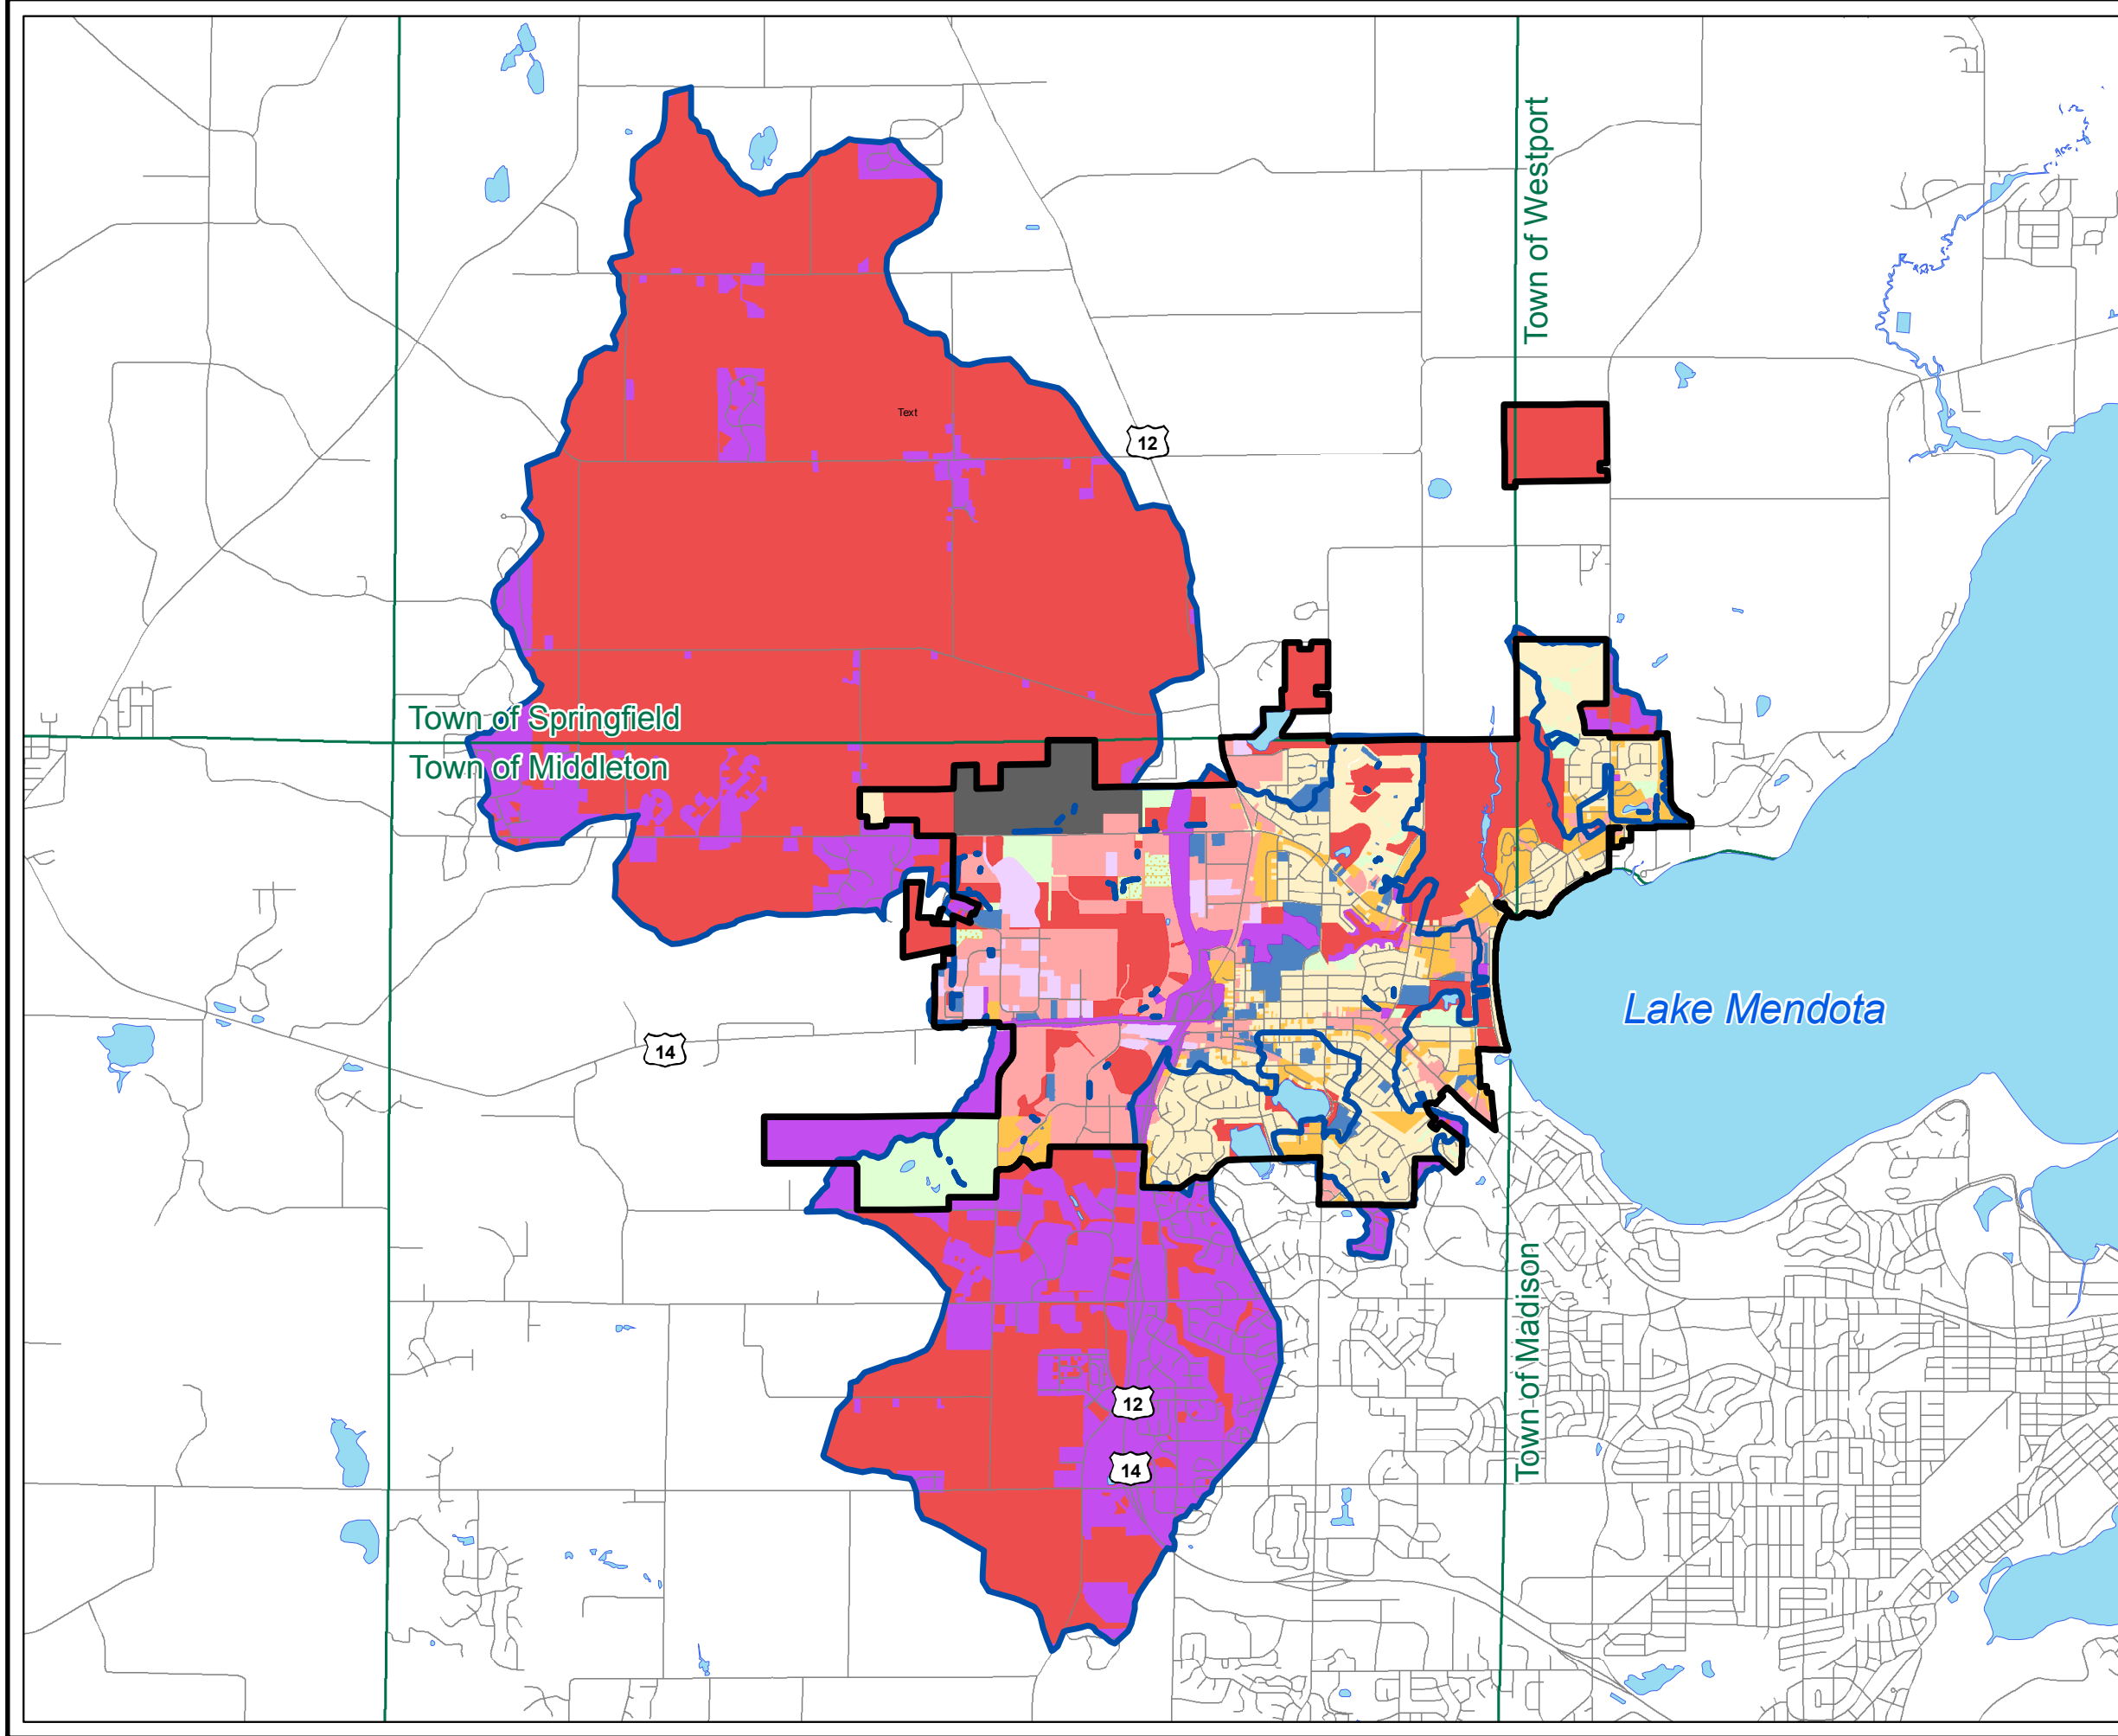 Town of Westport
Text
12
Town of Springfield
Town of Middleton
Lake Mendota
14
Town of Madison
12
14